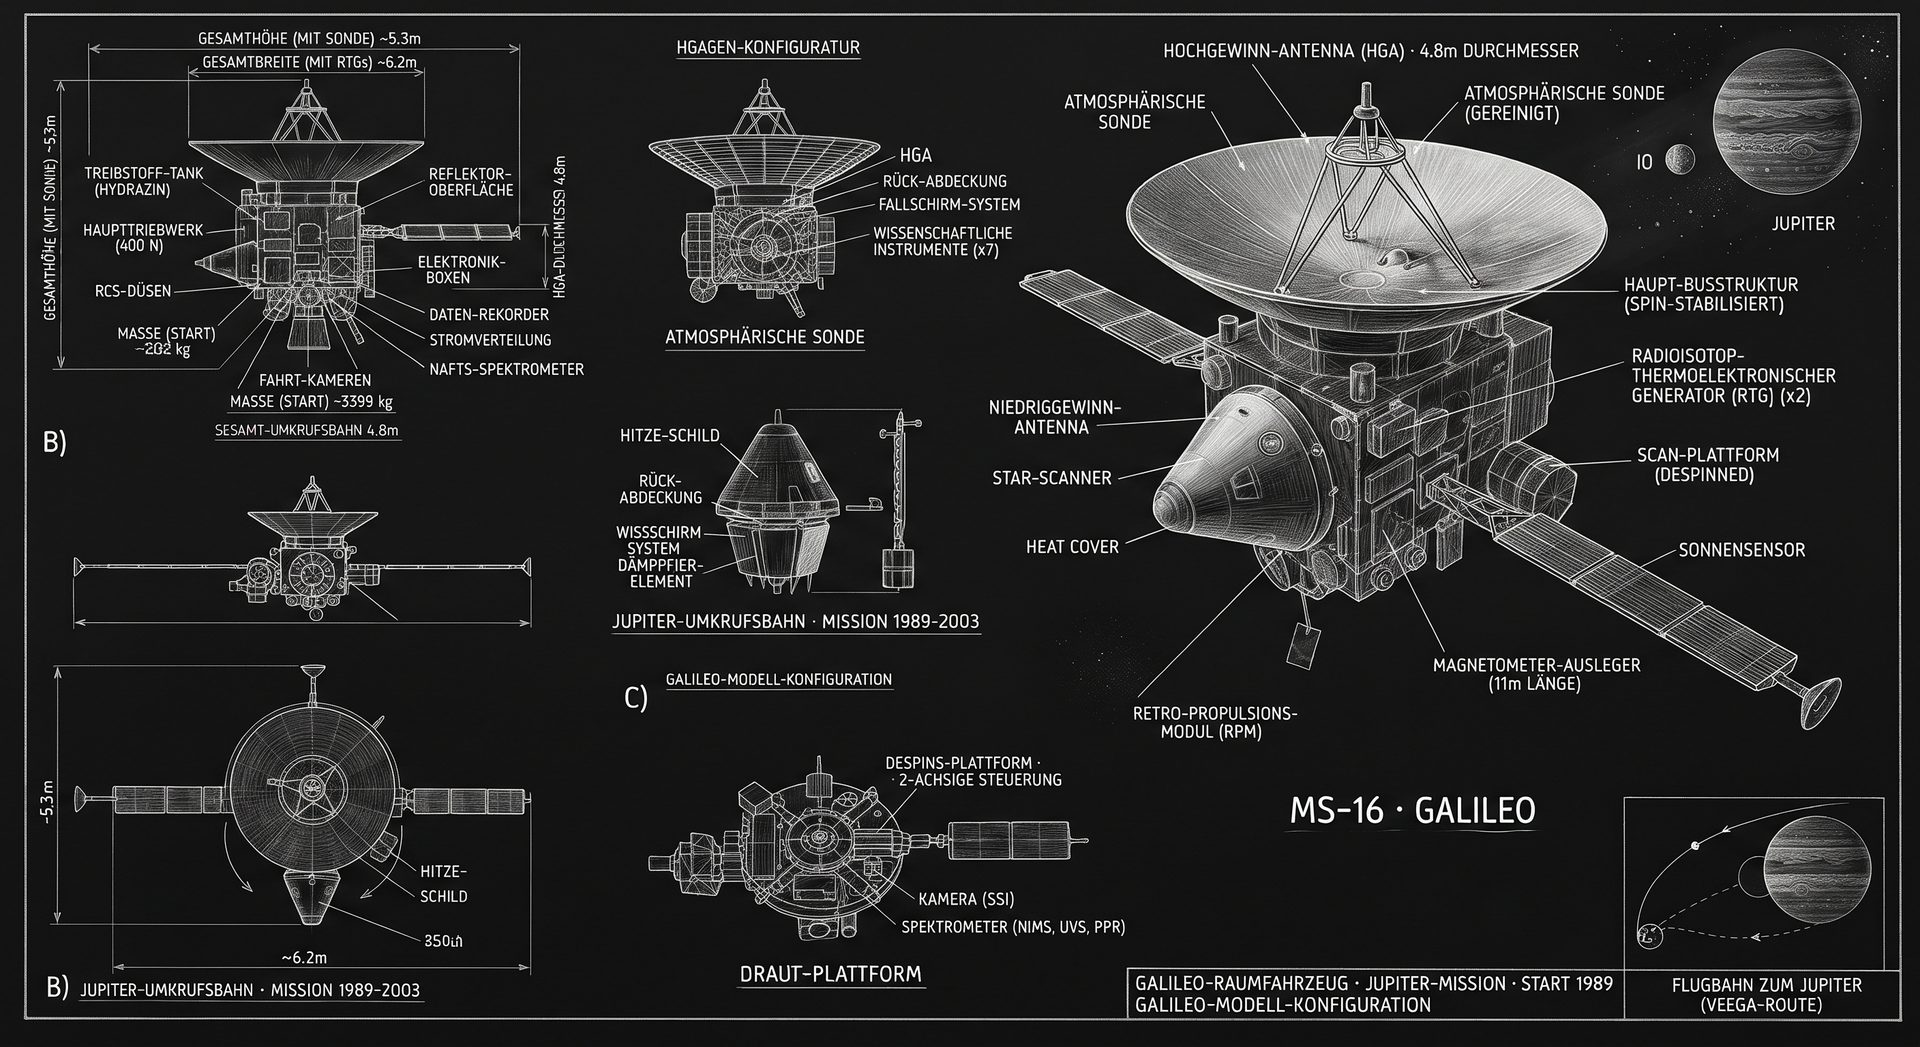 GESAMTHÖHE (MIT SONDE) ~5.3m
GESAMTBREITE (MIT RTGs) ~6.2m
GESAMTHÖHE (MIT SONDE) ~5,3m
TREIBSTOFF-TANK
(HYDRAZIN)
HAUPTTRIEBWERK
(400 N)
RCS-DÜSEN
MASSE (START)
kg
REFLEKTOR-
OBERFLÄCHE
4.8m
ELEKTRONIK-
BOXEN
DATEN-REKORDER
STROMVERTEILUNG
NAFTS-SPEKTROMETER
FAHRT-KAMEREN
MASSE (START) ~3399 kg
SESAMT-UMKRUFSBAHN 4.8m
B)
~5.3m
HITZE-
SCHILD
~6.2m
B) JUPITER-UMKRUFSBAHN · MISSION 1989-2003
HGAGEN-KONFIGURATUR
HGA
RÜCK-ABDECKUNG
FALLSCHIRM-SYSTEM
WISSENSCHAFTLICHE
INSTRUMENTE (x7)
ATMOSPHÄRISCHE SONDE
HITZE-SCHILD
RÜCK-
ABDECKUNG
WISSSCHIRM
SYSTEM
DÄMPPFIER-
ELEMENT
JUPITER-UMKRUFSBAHN · MISSION 1989-2003
C)
GALILEO-MODELL-KONFIGURATION
DESPINS-PLATTFORM ·
· 2-ACHSIGE STEUERUNG
KAMERA (SSI)
SPEKTROMETER (NIMS, UVS, PPR)
DRAUT-PLATTFORM
HOCHGEWINN-ANTENNA (HGA) · 4.8m DURCHMESSER
ATMOSPHÄRISCHE
SONDE
ATMOSPHÄRISCHE SONDE
(GEREINIGT)
IO
JUPITER
HAUPT-BUSSTRUKTUR
(SPIN-STABILISIERT)
RADIOISOTOP-
THERMOELEKTRONISCHER
GENERATOR (RTG) (x2)
NIEDRIGGEWINN-
ANTENNA
STAR-SCANNER
HEAT COVER
SCAN-PLATTFORM
(DESPINNED)
SONNENSENSOR
MAGNETOMETER-AUSLEGER
(11m LÄNGE)
RETRO-PROPULSIONS-
MODUL (RPM)
MS-16 · GALILEO
GALILEO-RAUMFAHRZEUG · JUPITER-MISSION · START 1989
GALILEO-MODELL-KONFIGURATION
FLUGBAHN ZUM JUPITER
(VEEGA-ROUTE)